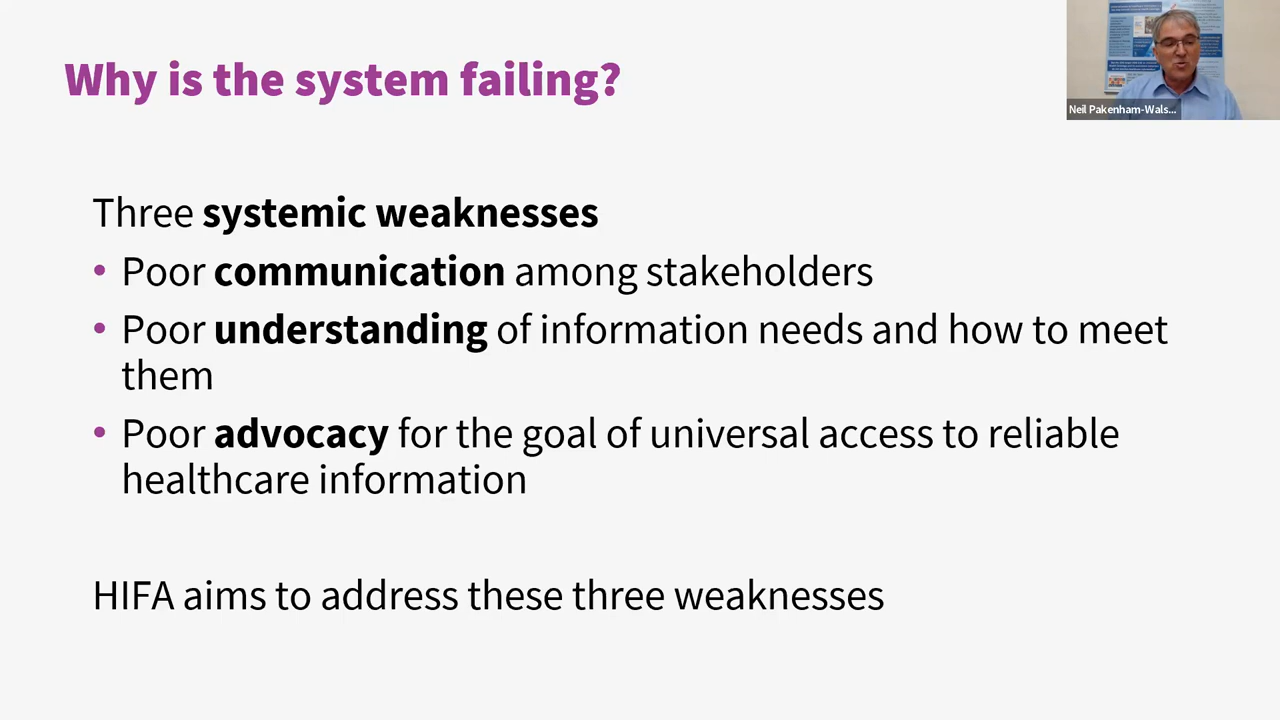 Why is the system failing?
Neil Pakenham-Wals...
Three systemic weaknesses
• Poor communication among stakeholders
• Poor understanding of information needs and how to meet
them
• Poor advocacy for the goal of universal access to reliable
healthcare information
HIFA aims to address these three weaknesses